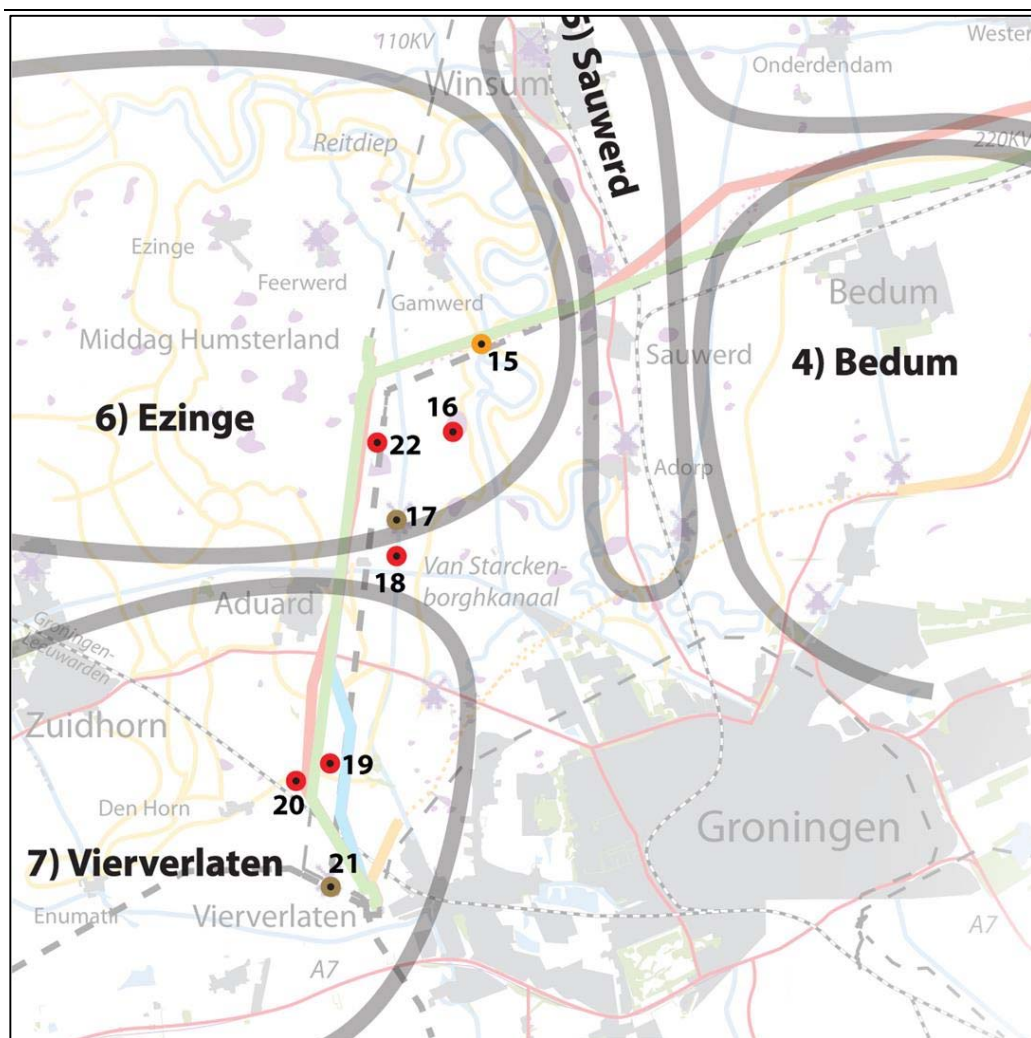 110KV
Wester
5) Sauwerd
Onderdendam
Winsum
Reitdiep
220KV
Ezinge
Feerwerd
Gamwerd
Bedum
Middag Humsterland
15
Sauwerd
4) Bedum
6) Ezinge
16
22
Adorp
17
18
Van Starcken-
borghkanaal
Aduard
Groningen-
Leeuwarden
Zuidhorn
19
20
Den Horn
Groningen
7) Vierverlaten
21
Enumatil
Vierverlaten
A7
A7